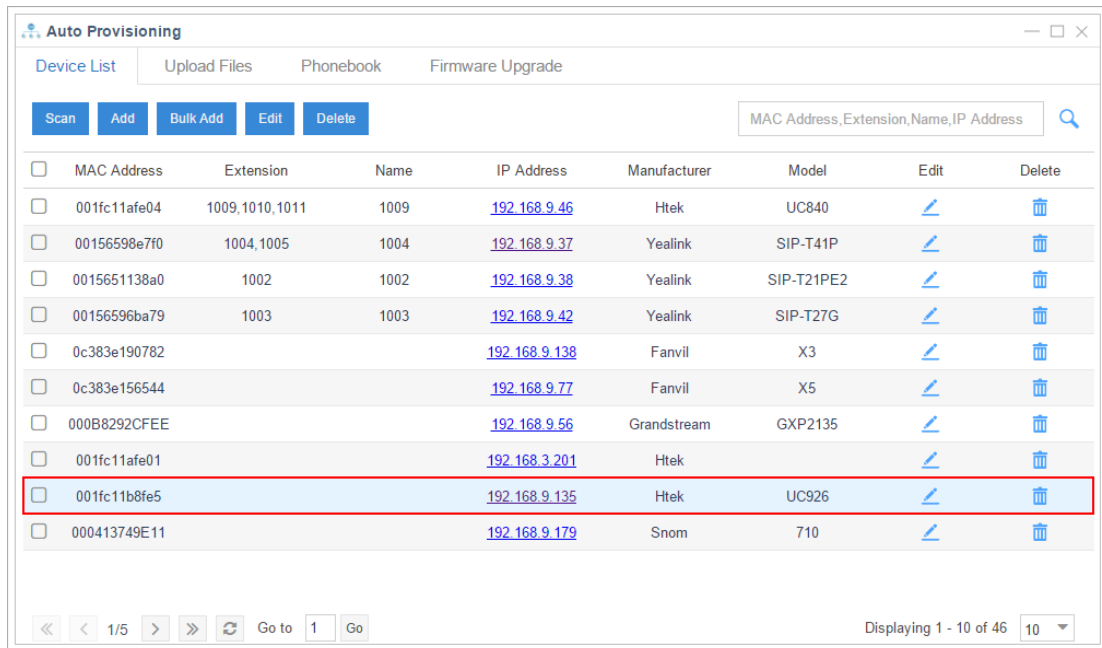 Auto Provisioning
Device List Upload Files Phonebook Firmware Upgrade
Scan Add Bulk Add Edit Delete MAC Address,Extension,Name,IP Address
MAC Address Extension Name IP Address Manufacturer Model Edit Delete
001fc11afe04 1009,1010,1011 1009 192.168.9.46 Htek UC840
00156598e7f0 1004,1005 1004 192.168.9.37 Yealink SIP-T41P
0015651138a0 1002 1002 192.168.9.38 Yealink SIP-T21PE2
00156596ba79 1003 1003 192.168.9.42 Yealink SIP-T27G
0c383e190782 192.168.9.138 Fanvil X3
0c383e156544 192.168.9.77 Fanvil X5
000B8292CFEE 192.168.9.56 Grandstream GXP2135
001fc11afe01 192.168.3.201 Htek
001fc11b8fe5 192.168.9.135 Htek UC926
000413749E11 192.168.9.179 Snom 710
1/5 Go to 1 Go Displaying 1 - 10 of 46 10